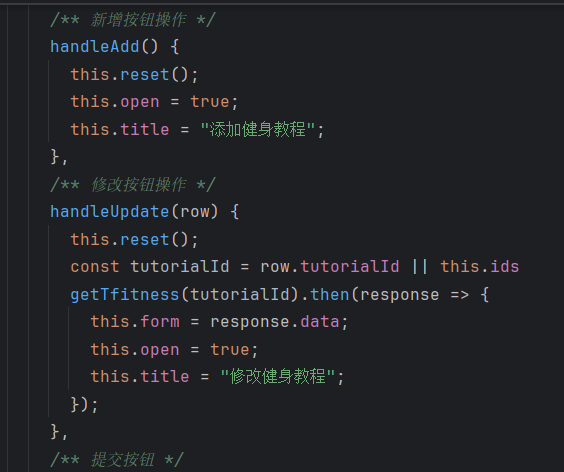 /** 新增按钮操作 */
handleAdd() {
this.reset();
this.open = true;
this.title = "添加健身教程";
},
/** 修改按钮操作 */
handleUpdate(row) {
this.reset();
const tutorialId = row.tutorialId || this.ids
getTfitness(tutorialId).then(response => {
this.form = response.data;
this.open = true;
this.title = "修改健身教程";
});
},
/** 提交按钮 */